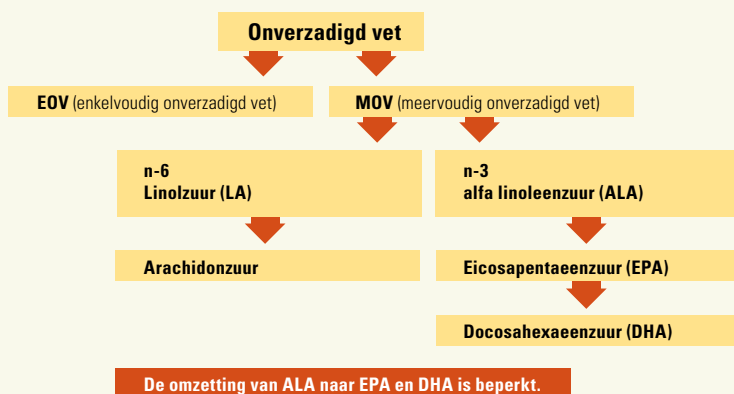 Onverzadigd vet
EOV (enkelvoudig onverzadigd vet)
MOV (meervoudig onverzadigd vet)
n-6
Linolzuur (LA)
n-3
alfa linoleenzuur (ALA)
Arachidonzuur
Eicosapentaeenzuur (EPA)
Docosahexaeenzuur (DHA)
De omzetting van ALA naar EPA en DHA is beperkt.